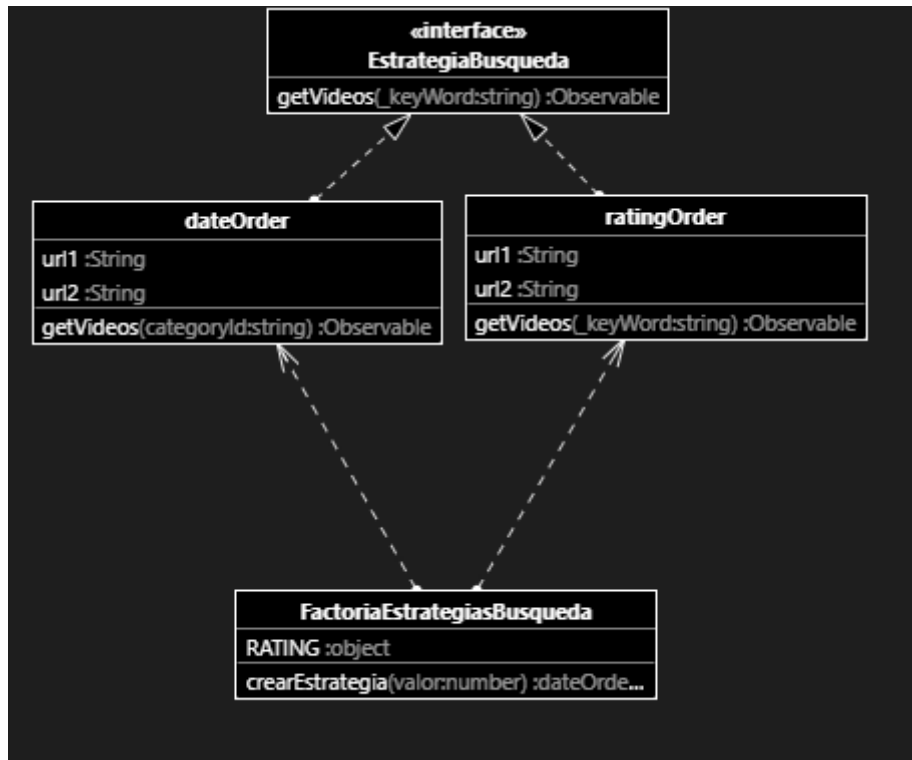 «interface»
EstrategiaBusqueda
getVideos(_keyWord:string) :Observable
dateOrder
url1 :String
url2 :String
getVideos(categoryId:string) :Observable
ratingOrder
url1 :String
url2 :String
getVideos(_keyWord:string) :Observable
FactoriaEstrategiasBusqueda
RATING :object
crearEstrategia(valor:number) :dateOrde...